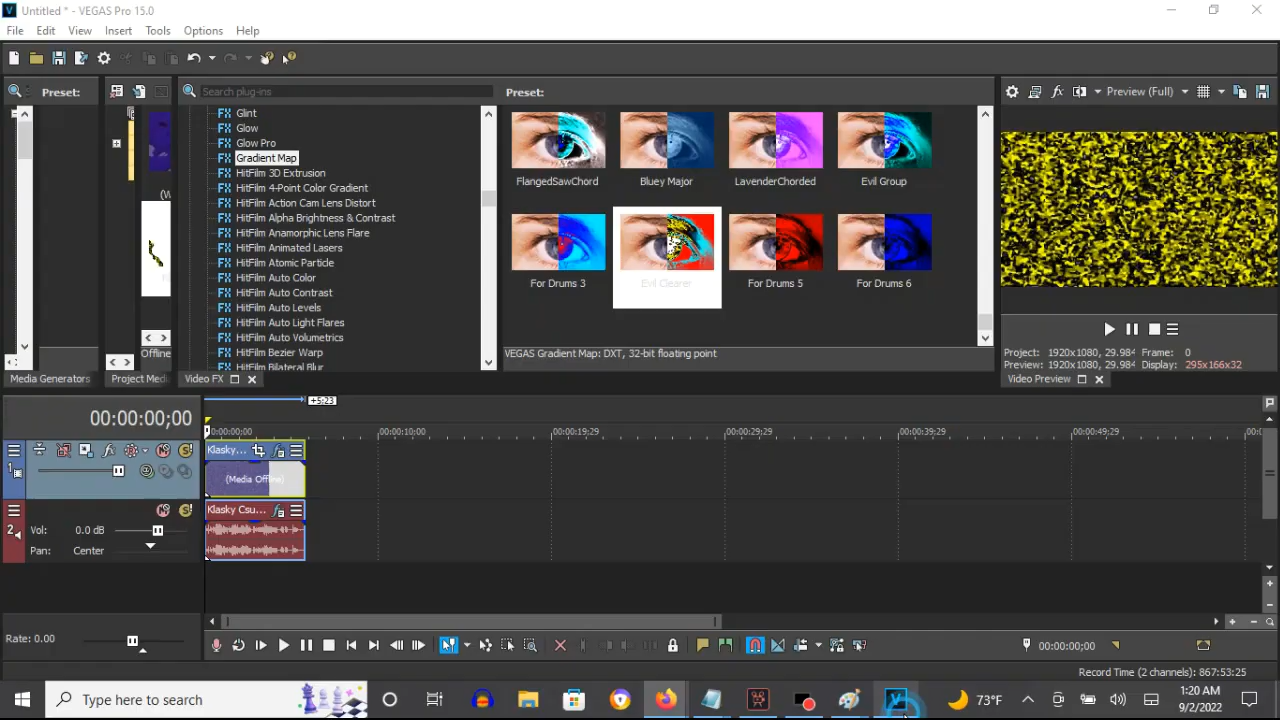 Untitled * - VEGAS Pro 15.0
File Edit View Insert Tools Options Help
Preset:
Search plug-ins
Preset:
Preview (Full)
Glint
Glow
Glow Pro
Gradient Map
HitFilm 3D Extrusion
HitFilm 4-Point Color Gradient
HitFilm Action Cam Lens Distort
HitFilm Alpha Brightness & Contrast
HitFilm Anamorphic Lens Flare
HitFilm Animated Lasers
HitFilm Atomic Particle
HitFilm Auto Color
HitFilm Auto Contrast
HitFilm Auto Levels
HitFilm Auto Light Flares
HitFilm Auto Volumetrics
HitFilm Bezier Warp
HitFilm Bilateral Blur
FlangedSawChord Bluey Major LavenderChorded Evil Group
For Drums 3 Evil Clearer For Drums 5 For Drums 6
VEGAS Gradient Map: DXT, 32-bit floating point
Offline
Project: 1920x1080, 29.984 Frame: 0
Preview: 1920x1080, 29.984 Display: 295x166x32
Media Generators Project Medi Video FX Video Preview
+5;23
00:00:00;00
0:00:00;00 00:00:10;00 00:00:19;29 00:00:29;29 00:00:39;29 00:00:49;29 00:0
1 Klasky...
(Media Offline)
2 Klasky Csu...
Vol: 0.0 dB
Pan: Center
Rate: 0.00
00:00:00;00
Record Time (2 channels): 867:53:25
Type here to search
73°F
1:20 AM
9/2/2022